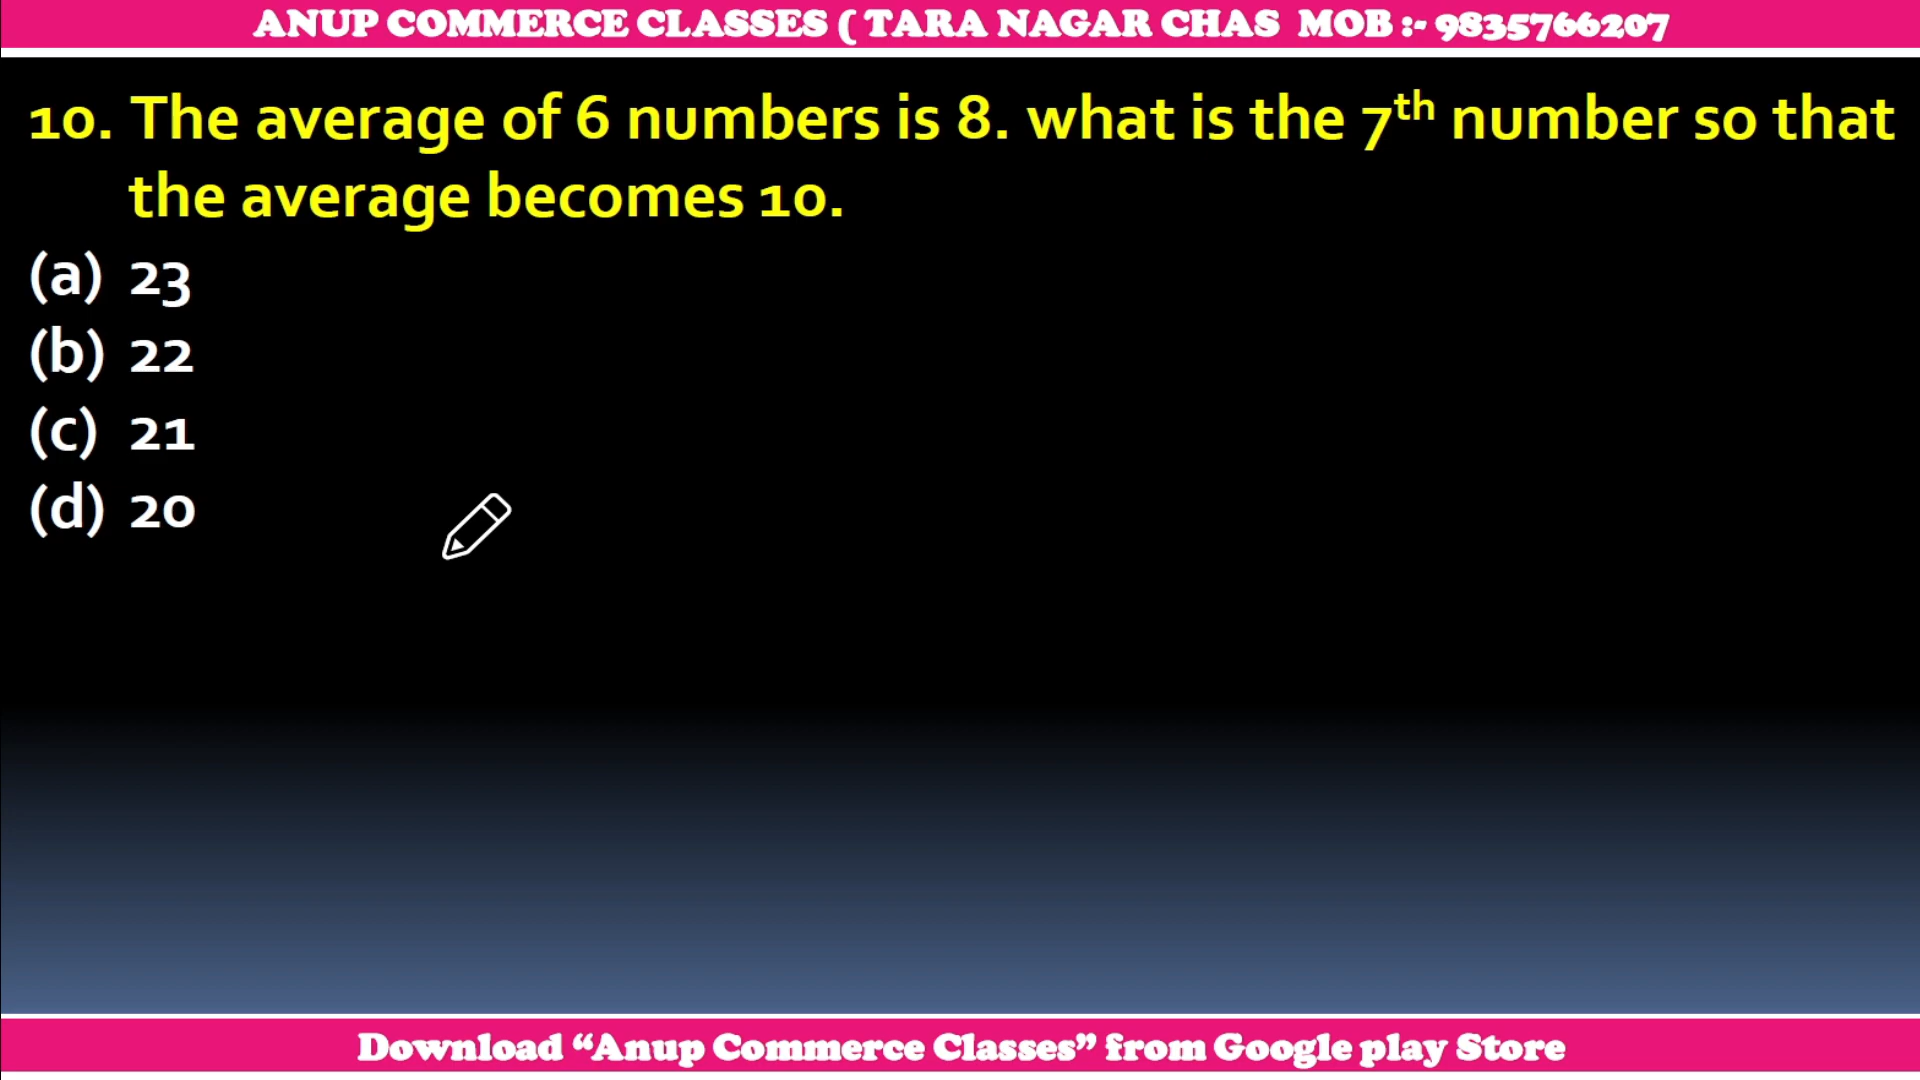 ANUP COMMERCE CLASSES ( TARA NAGAR CHAS MOB :- 9835766207
10. The average of 6 numbers is 8. what is the 7th number so that
the average becomes 10.
(a) 23
(b) 22
(c) 21
(d) 20
Download “Anup Commerce Classes” from Google play Store